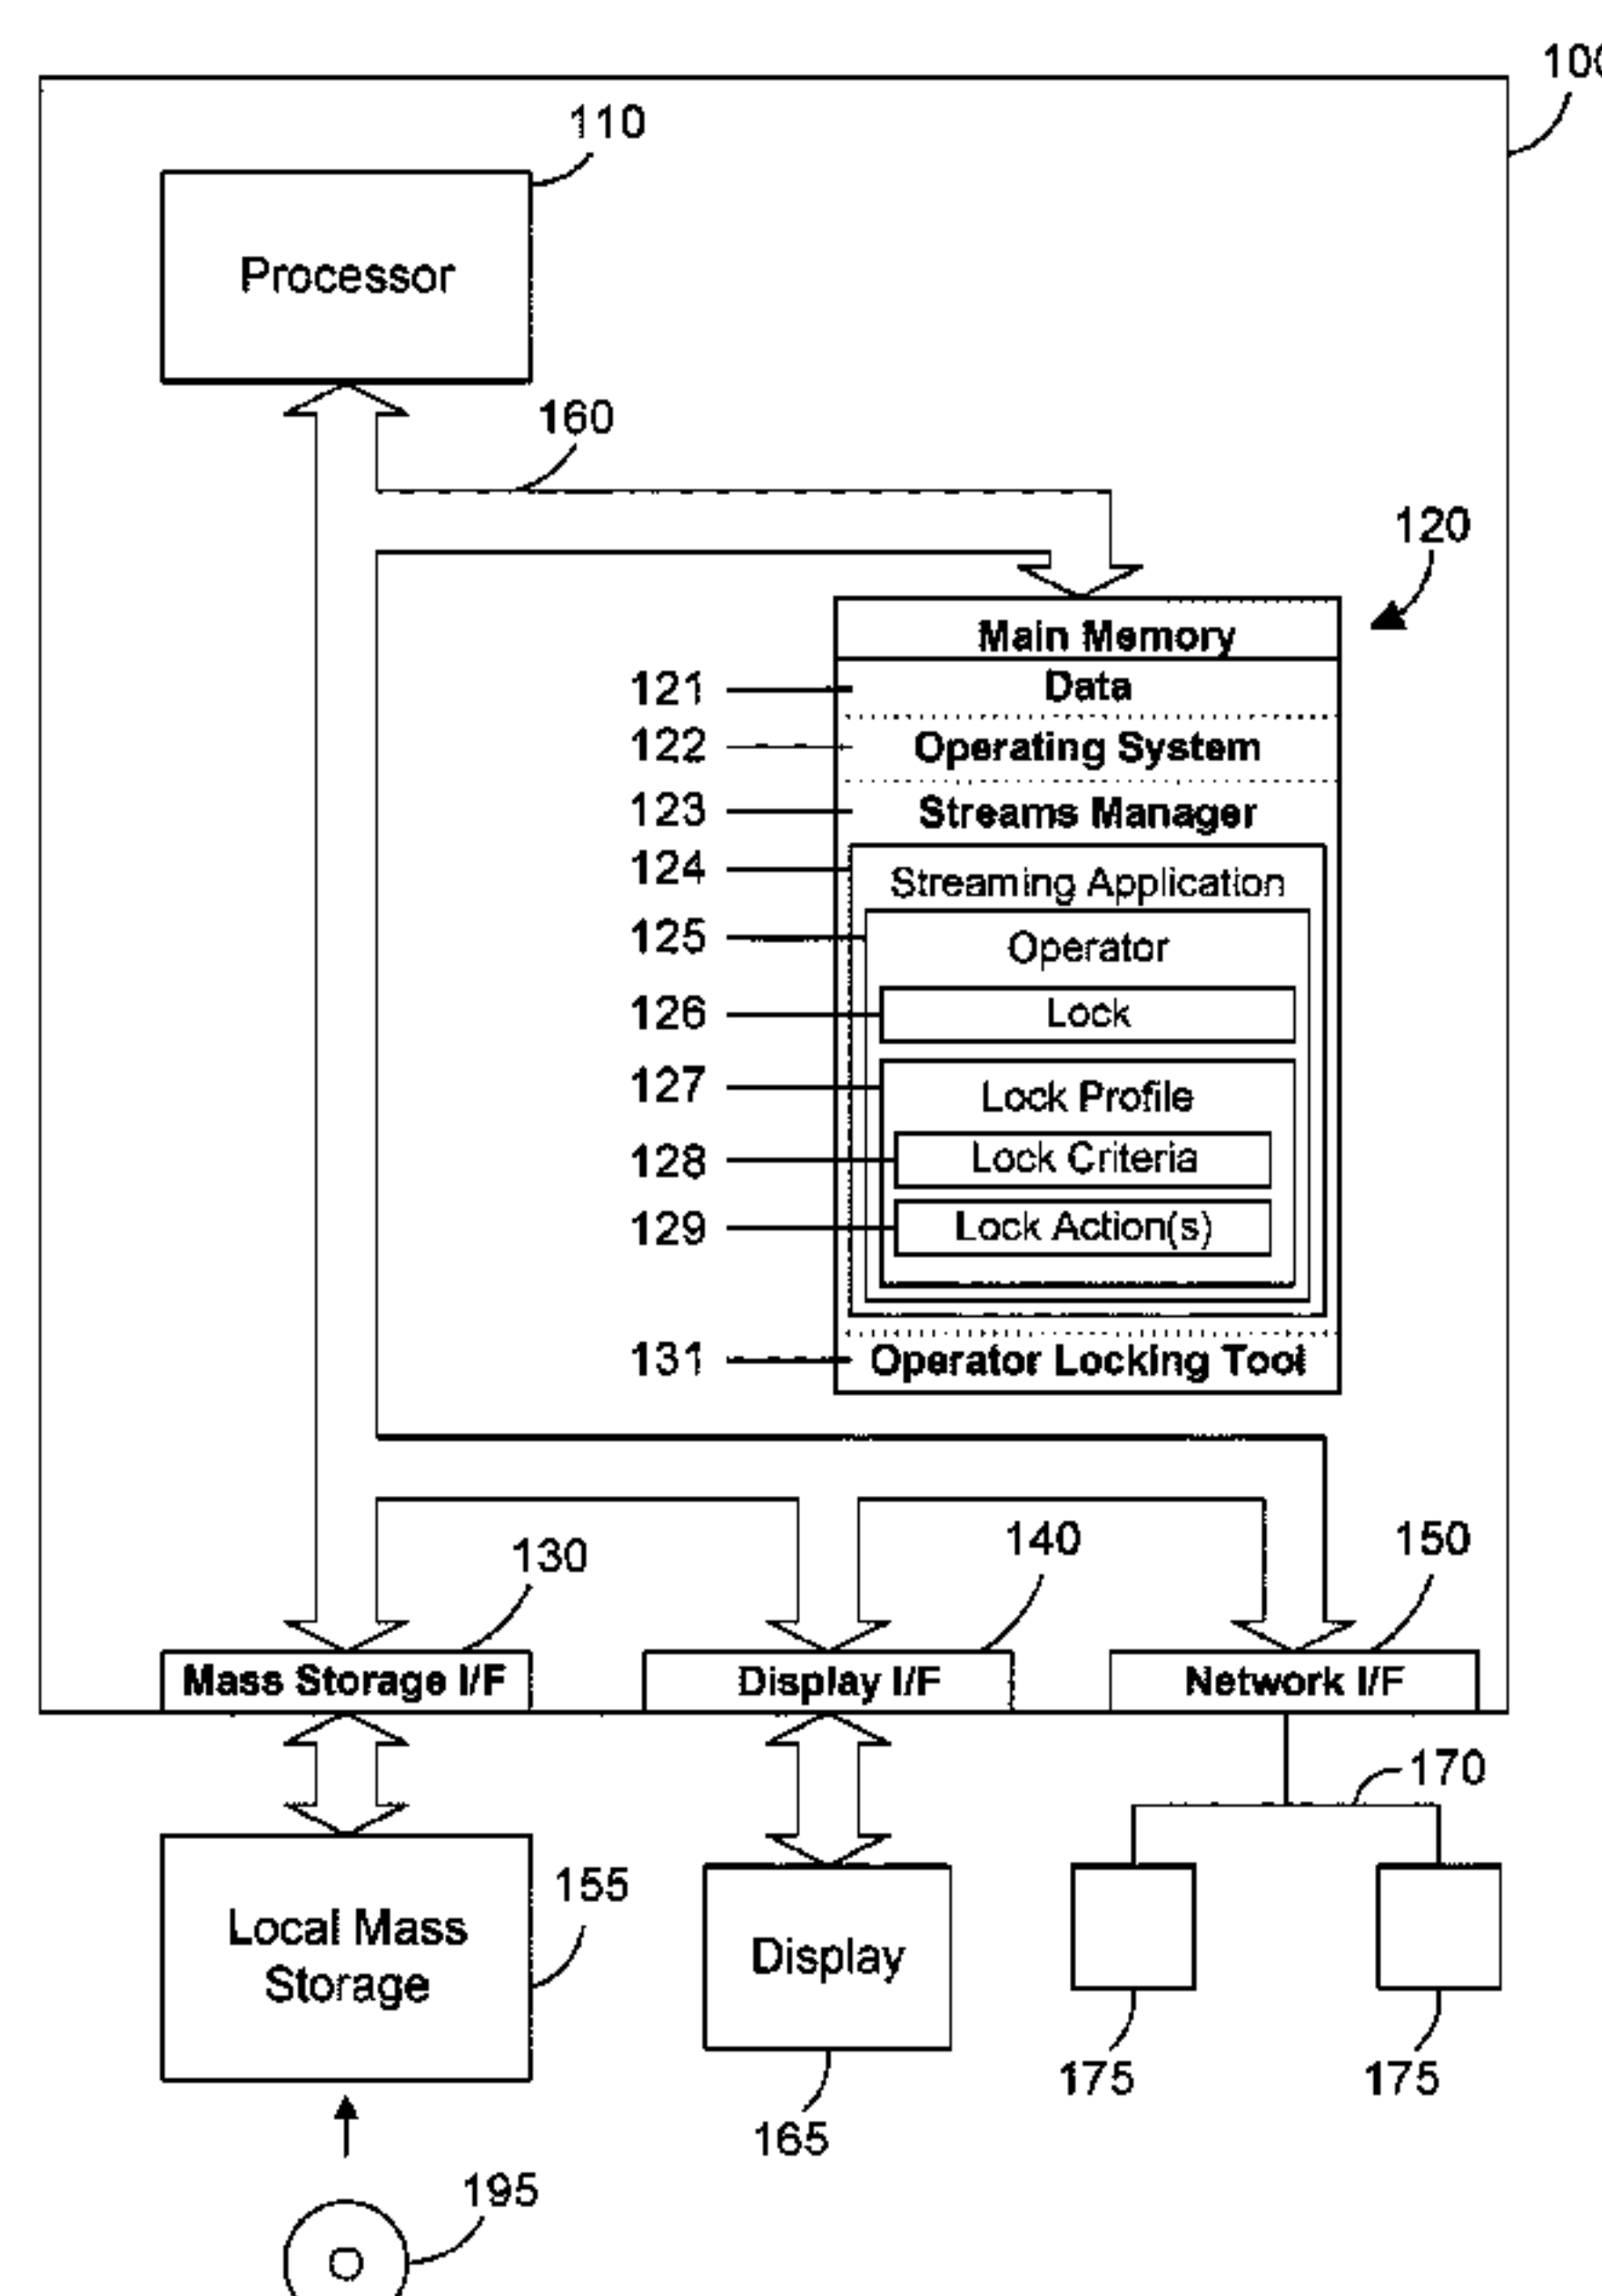 100
110
Processor
160
120
Main Memory
121 Data
122 Operating System
123 Streams Manager
124 Streaming Application
125 Operator
126 Lock
127 Lock Profile
128 Lock Criteria
129 Lock Action(s)
131 Operator Locking Tool
130
140
150
Mass Storage I/F
Display I/F
Network I/F
170
155
Local Mass
Storage
Display
175
175
165
195